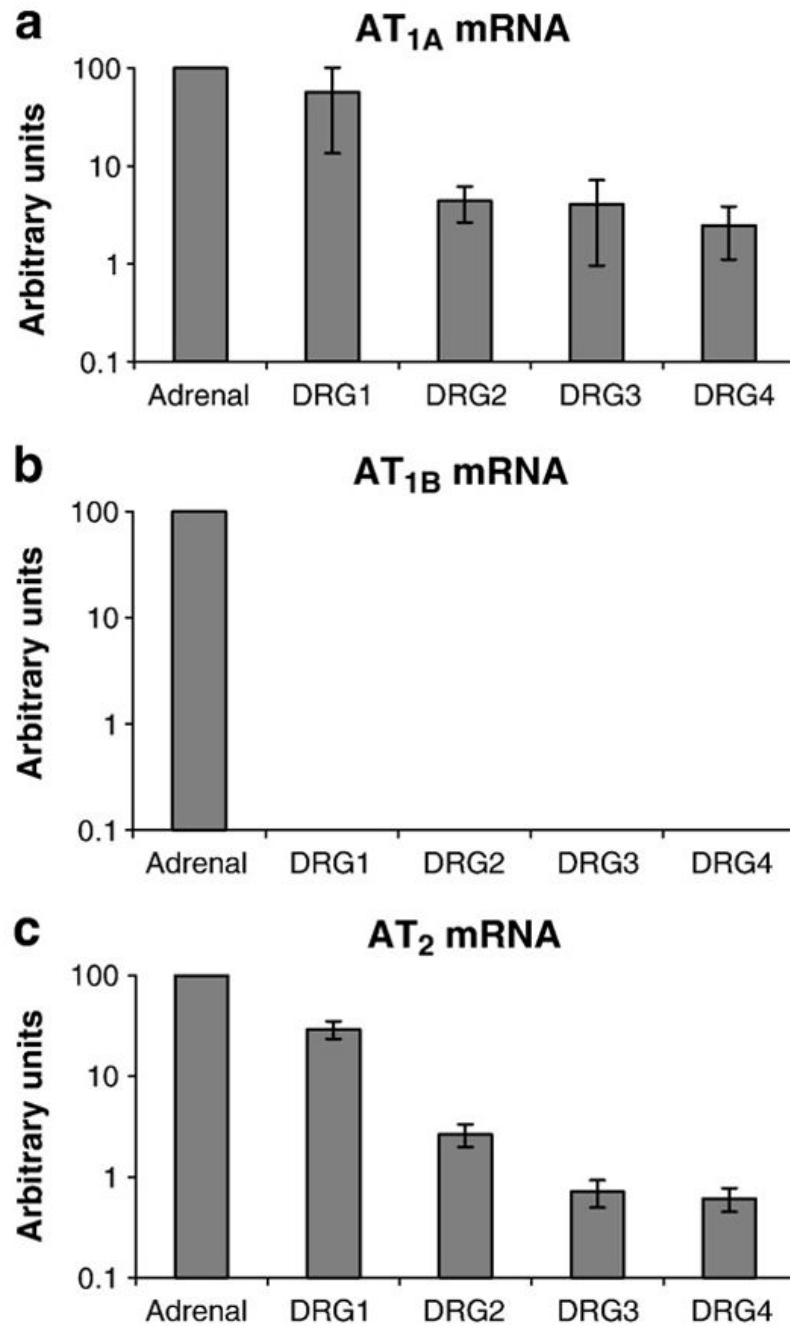 a
AT1A mRNA
Arbitrary units
100
10
1
0.1
Adrenal DRG1 DRG2 DRG3 DRG4
b
AT1B mRNA
Arbitrary units
100
10
1
0.1
Adrenal DRG1 DRG2 DRG3 DRG4
c
AT2 mRNA
Arbitrary units
100
10
1
0.1
Adrenal DRG1 DRG2 DRG3 DRG4